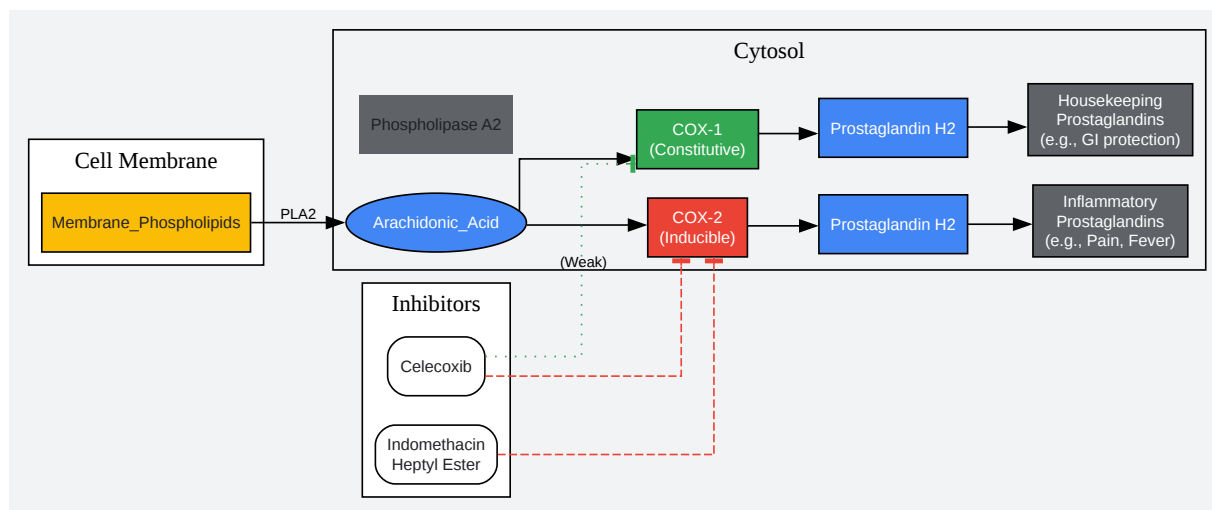 Cytosol
Phospholipase A2
COX-1
(Constitutive)
Prostaglandin H2
Housekeeping
Prostaglandins
(e.g., GI protection)
Cell Membrane
Membrane_Phospholipids
PLA2
Arachidonic_Acid
COX-2
(Inducible)
Prostaglandin H2
Inflammatory
Prostaglandins
(e.g., Pain, Fever)
(Weak)
Inhibitors
Celecoxib
Indomethacin
Heptyl Ester